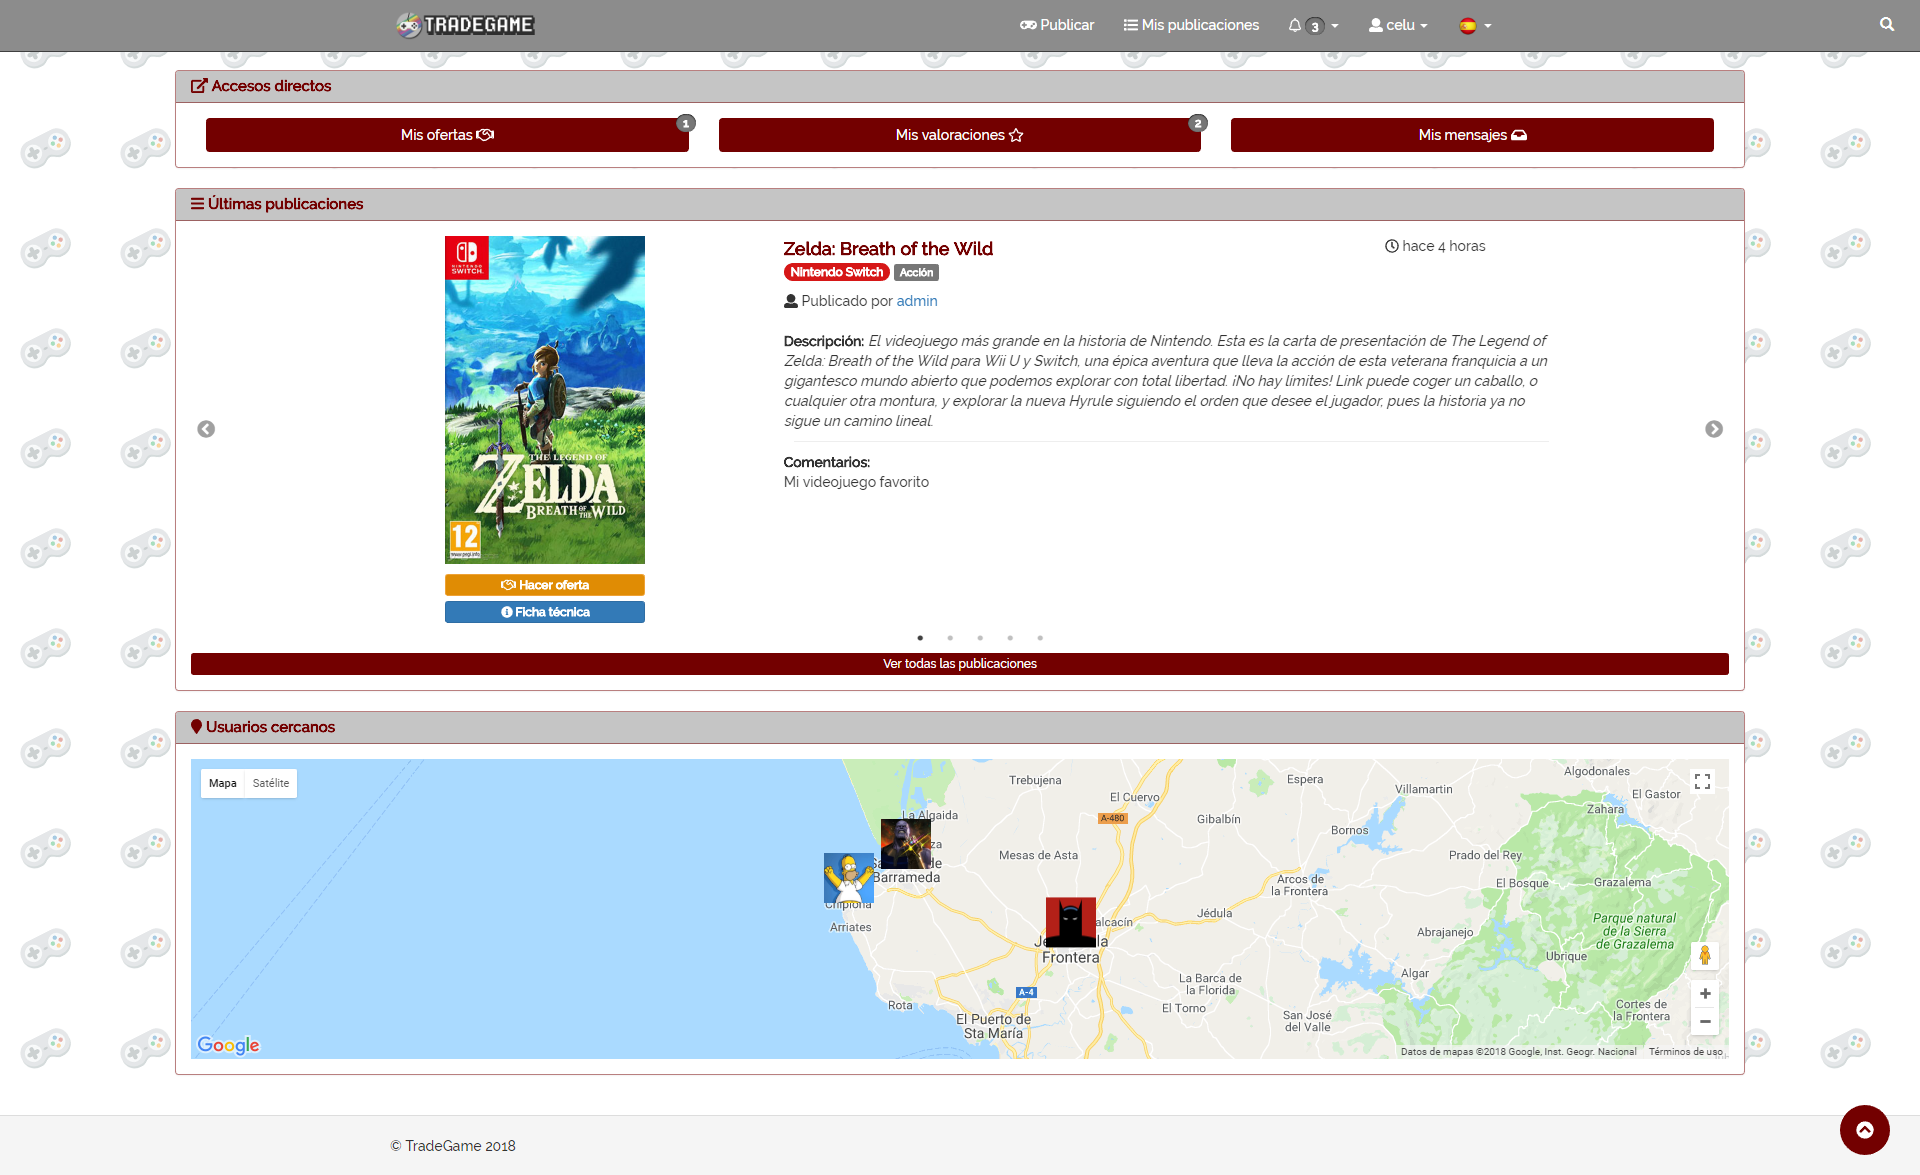 TRADEGAME
Publicar
Mis publicaciones
3
celu
Accesos directos
Mis ofertas
1
Mis valoraciones
2
Mis mensajes
Últimas publicaciones
NINTENDO
SWITCH
THE LEGEND OF
ZELDA
BREATH OF THE WILD
12
www.pegi.info
Hacer oferta
Ficha técnica
Zelda: Breath of the Wild
hace 4 horas
Nintendo Switch Acción
Publicado por admin
Descripción: El videojuego más grande en la historia de Nintendo. Esta es la carta de presentación de The Legend of
Zelda: Breath of the Wild para Wii U y Switch, una épica aventura que lleva la acción de esta veterana franquicia a un
gigantesco mundo abierto que podemos explorar con total libertad. ¡No hay límites! Link puede coger un caballo, o
cualquier otra montura, y explorar la nueva Hyrule siguiendo el orden que desee el jugador, pues la historia ya no
sigue un camino lineal.
Comentarios:
Mi videojuego favorito
Ver todas las publicaciones
Usuarios cercanos
Mapa
Satélite
Trebujena
Espera
Algodonales
El Cuervo
Villamartin
El Gastor
Zahara
La Algaida
A-480
Gibalbín
Bornos
Mesas de Asta
Prado del Rey
de
Barrameda
Arcos de
la Frontera
El Bosque
Grazalema
Chipiona
Arriates
Jédula
Parque natural
de la Sierra
de Grazalema
Abrajanejo
Frontera
Ubrique
La Barca de
la Florida
Algar
A-4
Rota
El Torno
Cortes de
la Frontera
El Puerto de
Sta María
San José
del Valle
Google
Datos de mapas ©2018 Google, Inst. Geogr. Nacional
Términos de uso
© TradeGame 2018